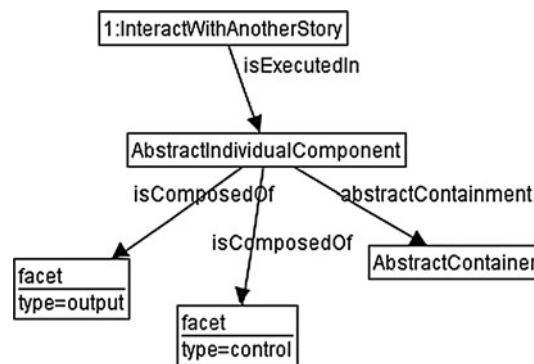 1:InteractWithAnotherStory
isExecutedIn
AbstractIndividualComponent
isComposedOf
abstractContainment
isComposedOf
facet
type=output
AbstractContainer
facet
type=control